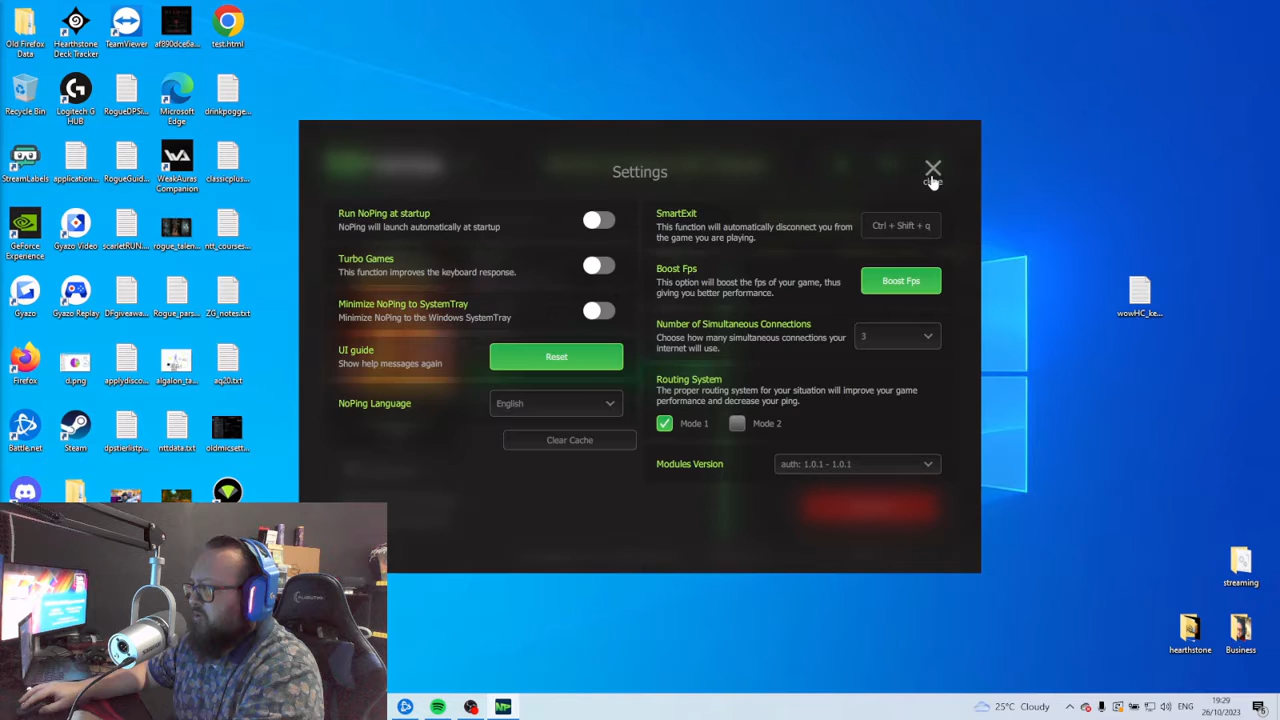 Old Firefox Data
Hearthstone Deck Tracker
TeamViewer
af890dce6a...
test.html
Recycle Bin
Logitech G HUB
RogueDPSi...
Microsoft Edge
drinkpogge...
StreamLabels
application...
RogueGuid...
WeakAuras Companion
classicplus...
GeForce Experience
Gyazo Video
scarletRUN...
rogue_talen...
ntt_courses...
Gyazo
Gyazo Replay
DFgiveawa...
Rogue_pars...
ZG_notes.txt
Firefox
d.png
applydisco...
algalon_ta...
aq20.txt
Battle.net
Steam
dpstierlistp...
nttdata.txt
oldmicsett...
Settings
close
Run NoPing at startup
NoPing will launch automatically at startup
Turbo Games
This function improves the keyboard response.
Minimize NoPing to SystemTray
Minimize NoPing to the Windows SystemTray
UI guide
Show help messages again
Reset
NoPing Language
English
Clear Cache
SmartExit
This function will automatically disconnect you from
the game you are playing.
Ctrl + Shift + q
Boost Fps
This option will boost the fps of your game, thus
giving you better performance.
Boost Fps
Number of Simultaneous Connections
Choose how many simultaneous connections your
internet will use.
3
Routing System
The proper routing system for your situation will improve your game
performance and decrease your ping.
Mode 1
Mode 2
Modules Version
auth: 1.0.1 - 1.0.1
wowHC_ke...
streaming
hearthstone
Business
25°C Cloudy
ENG
19:29
26/10/2023
5